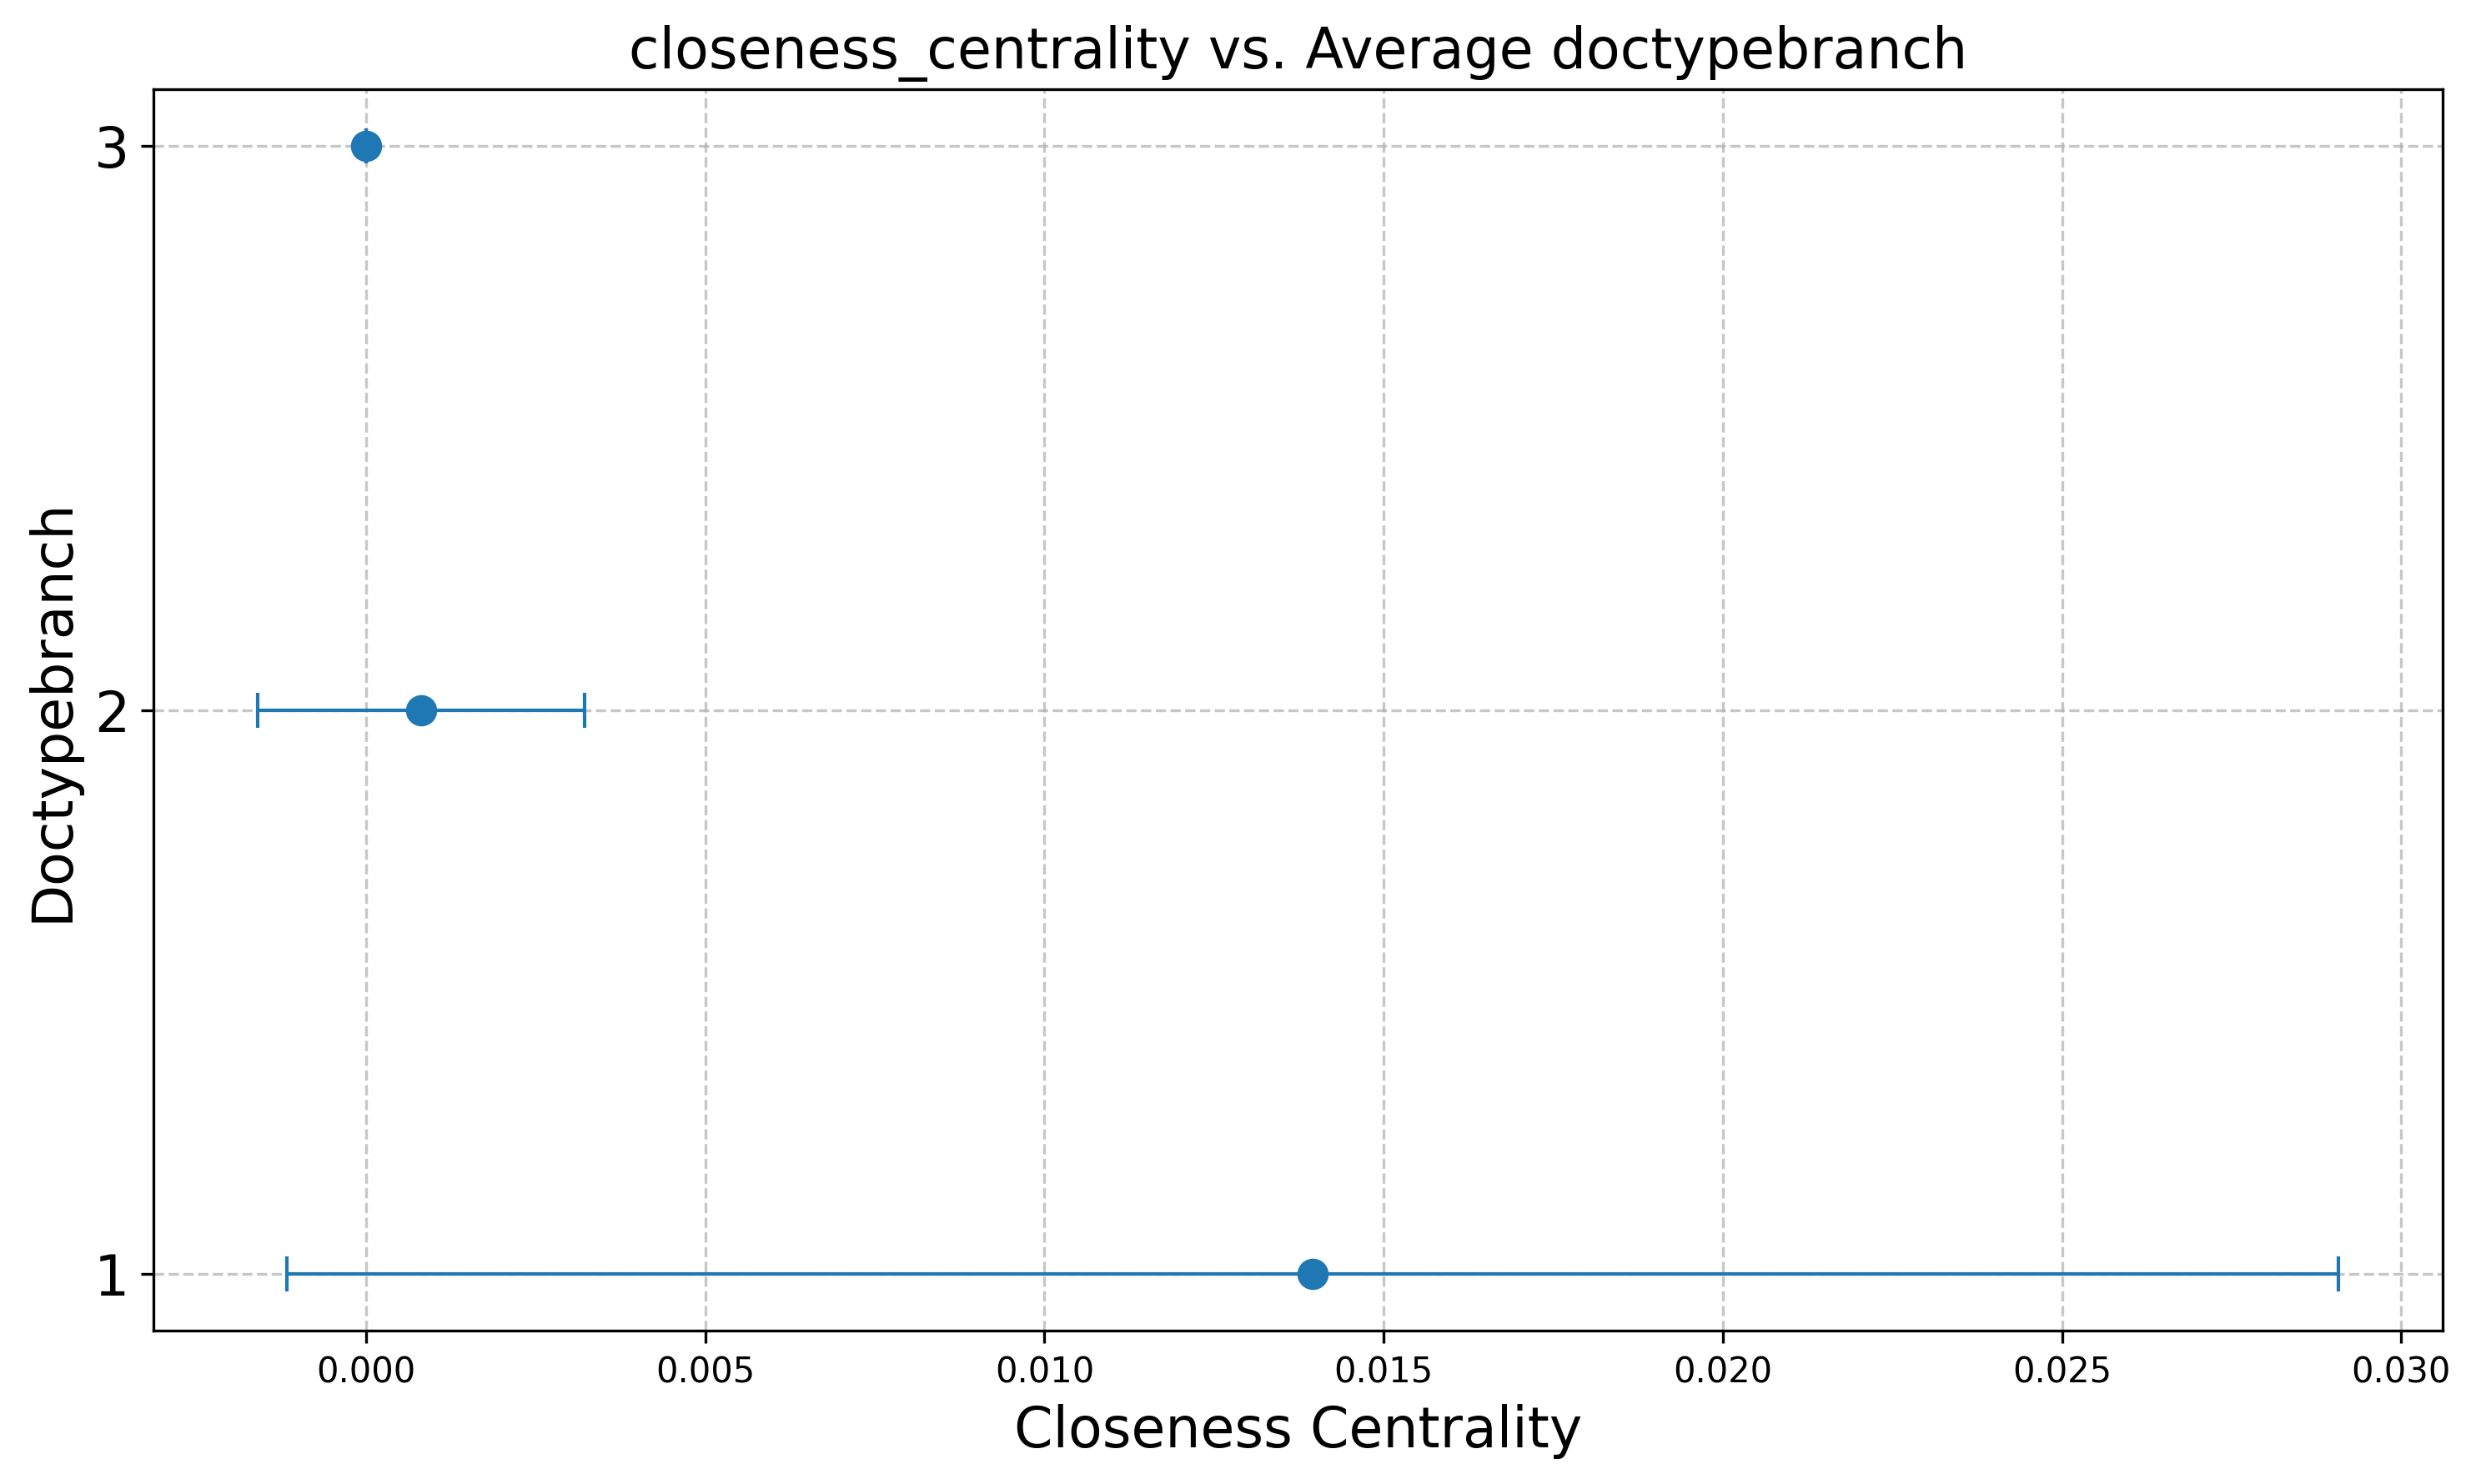 closeness_centrality vs. Average doctypebranch
Doctypebranch
3
2
1
0.000 0.005 0.010 0.015 0.020 0.025 0.030
Closeness Centrality